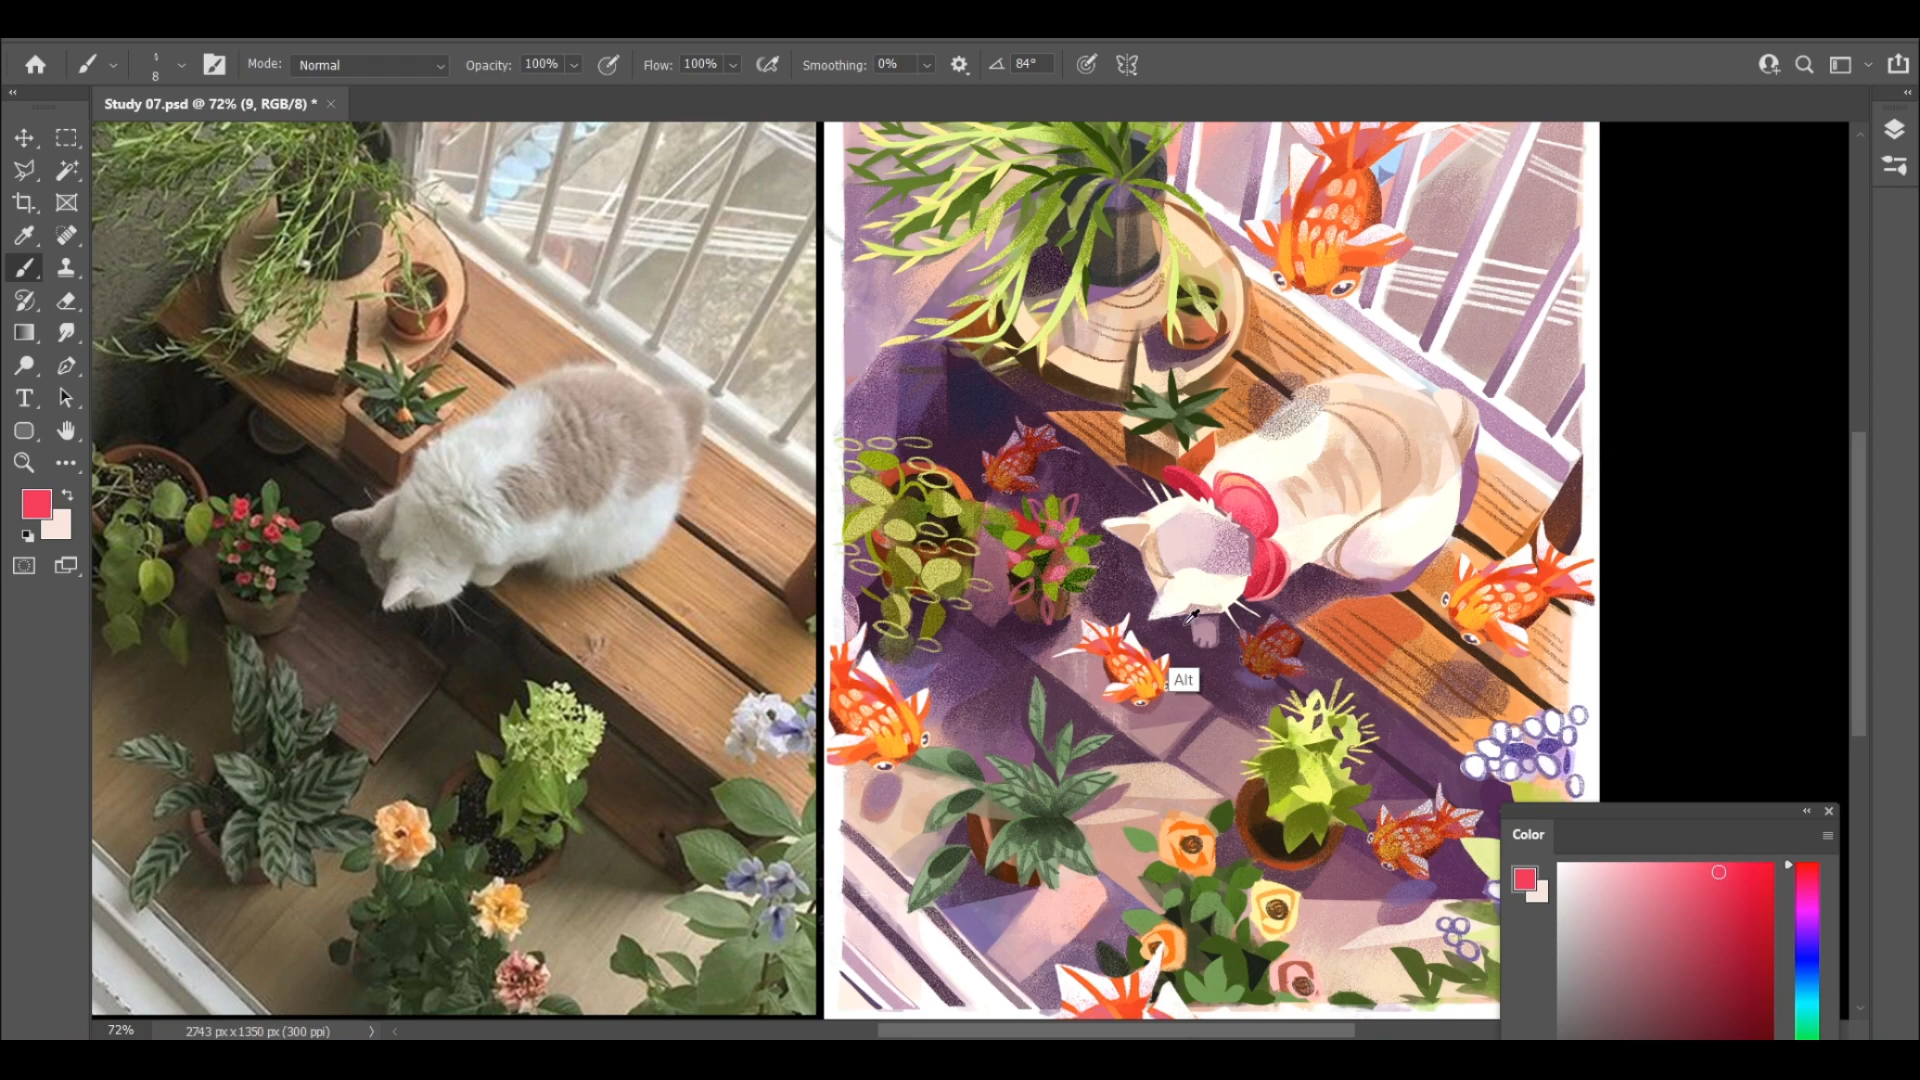 8
Mode: Normal
Opacity: 100%
Flow: 100%
Smoothing: 0%
84°
Study 07.psd @ 72% (9, RGB/8) *
Alt
Color
72%
2743 px x 1350 px (300 ppi)